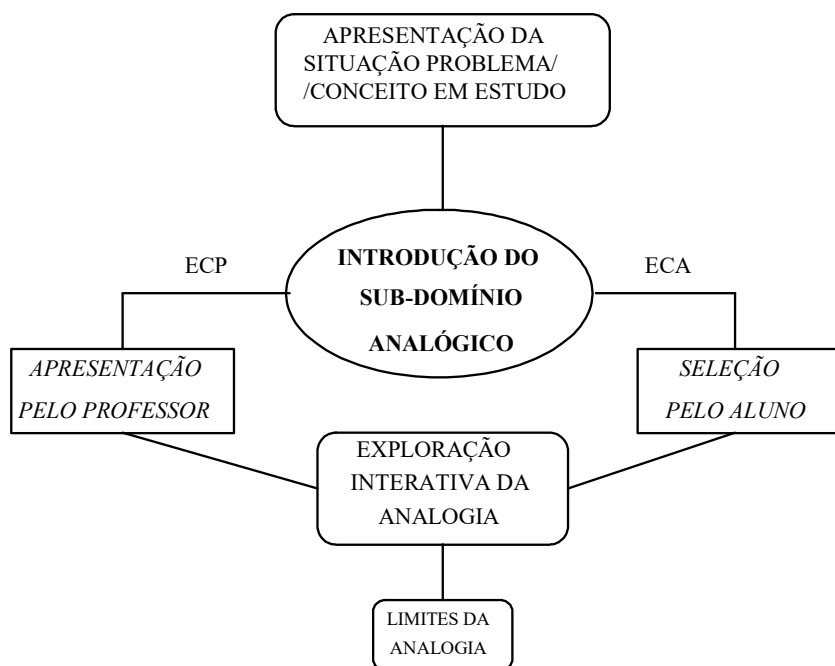 APRESENTAÇÃO DA
SITUAÇÃO PROBLEMA/
/CONCEITO EM ESTUDO
ECP
INTRODUÇÃO DO
SUB-DOMÍNIO
ANALÓGICO
ECA
APRESENTAÇÃO
PELO PROFESSOR
SELEÇÃO
PELO ALUNO
EXPLORAÇÃO
INTERATIVA DA
ANALOGIA
LIMITES DA
ANALOGIA